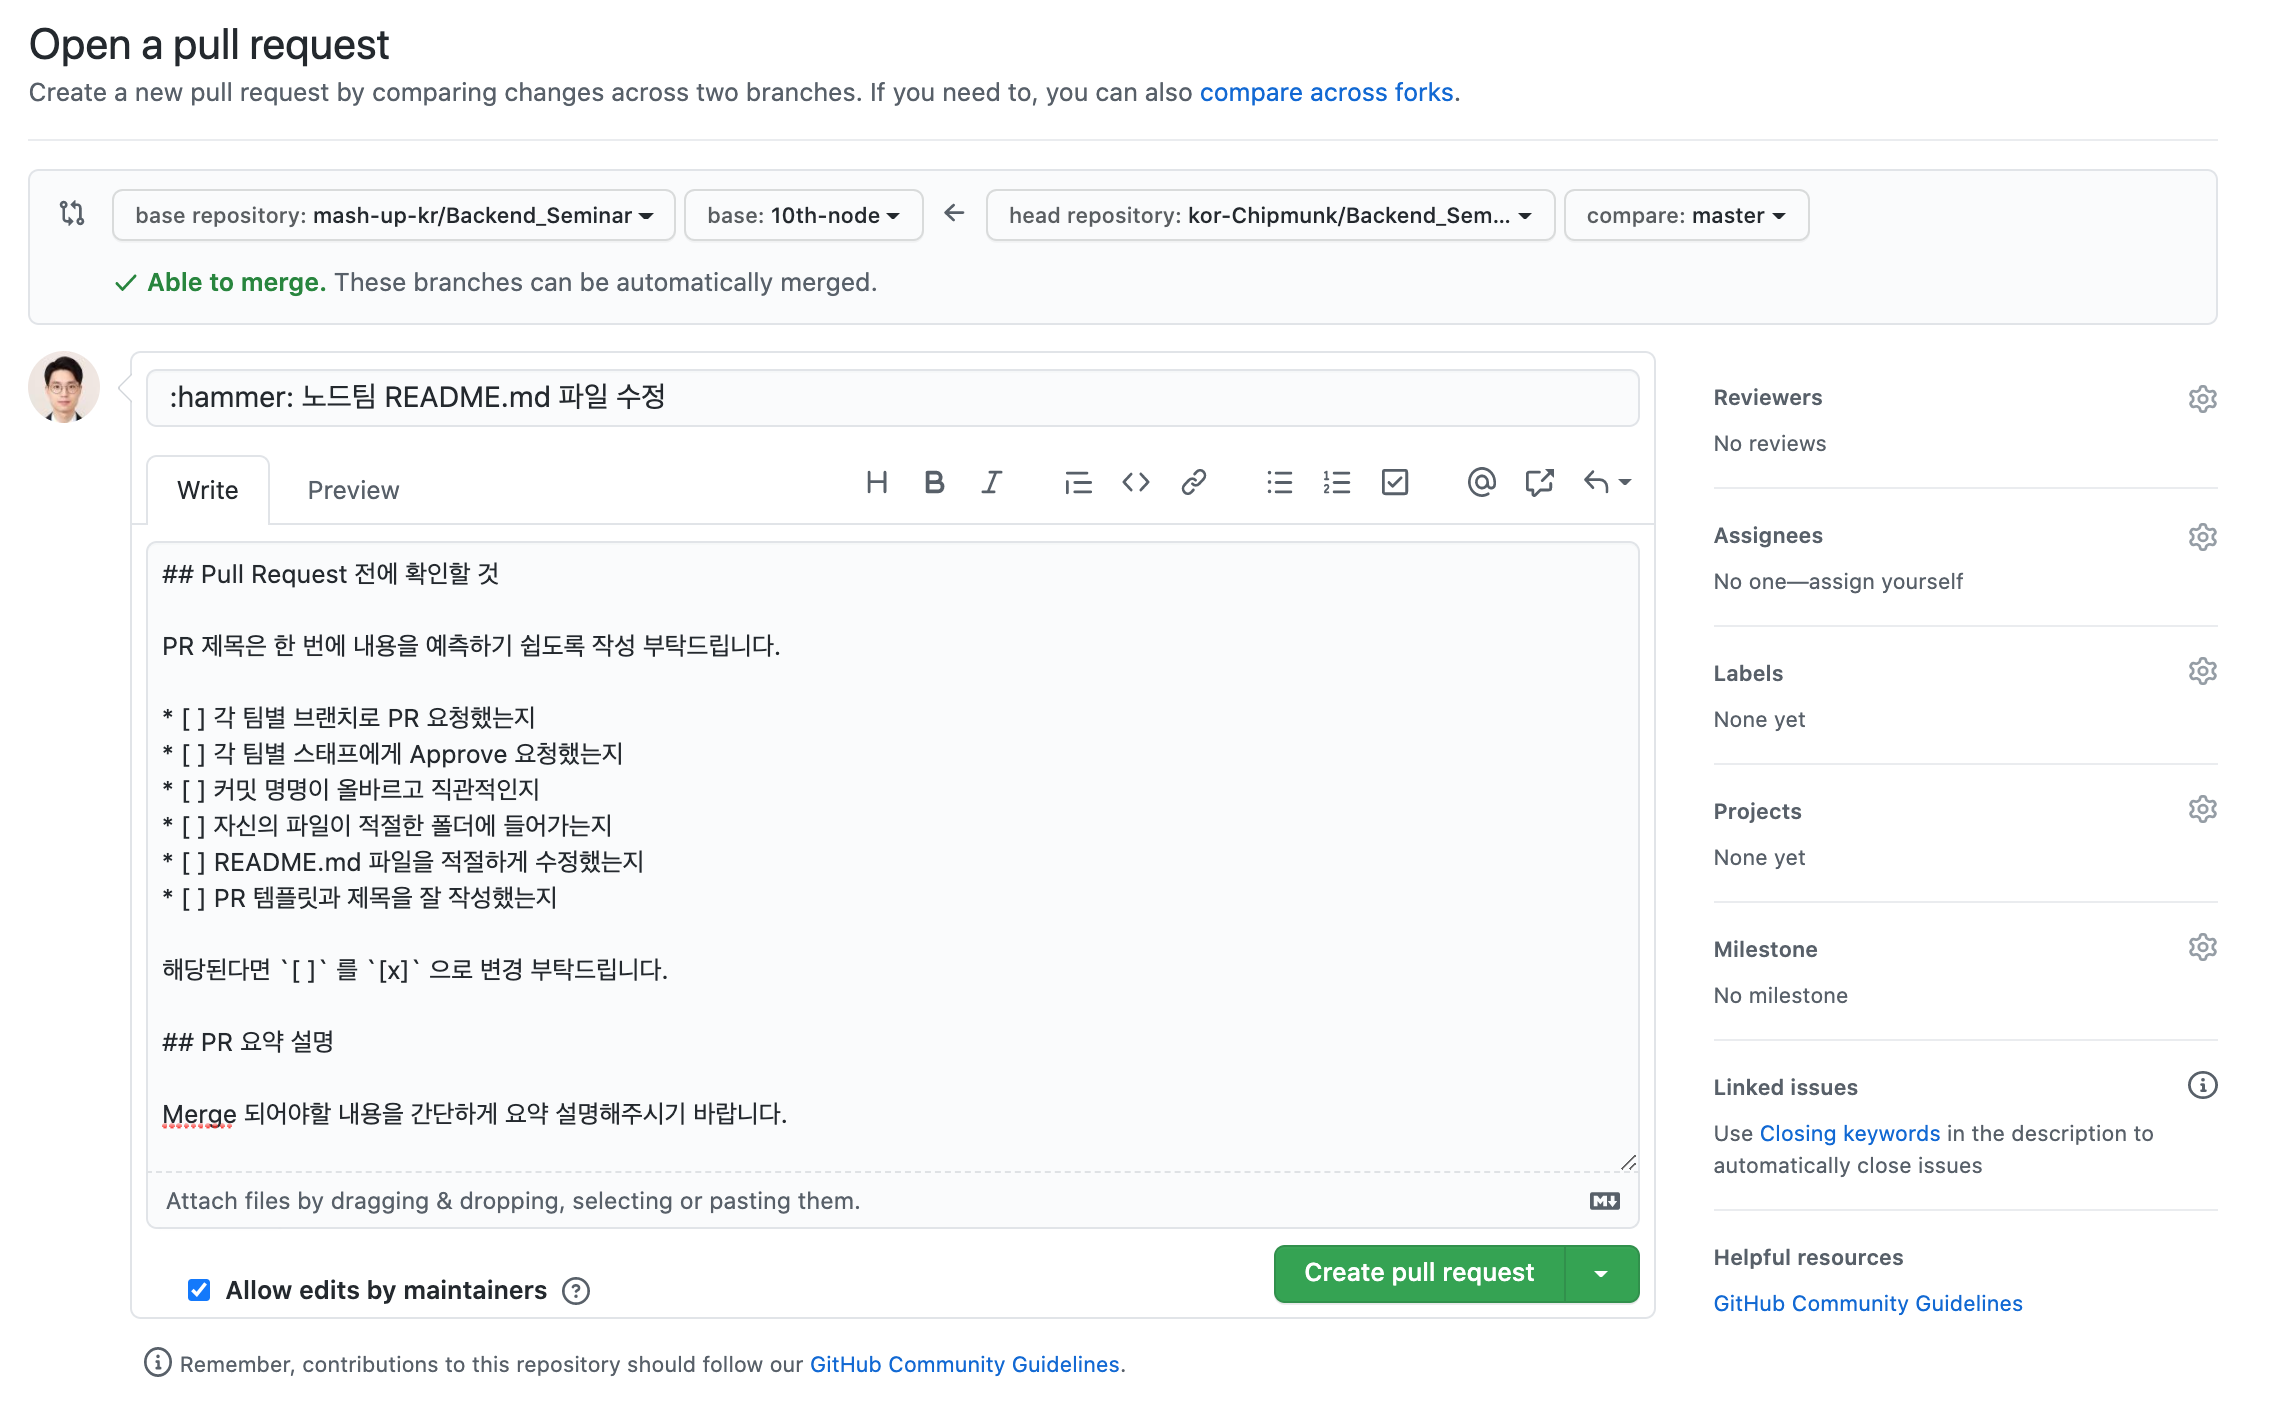 Open a pull request
Create a new pull request by comparing changes across two branches. If you need to, you can also compare across forks.
base repository: mash-up-kr/Backend_Seminar
base: 10th-node
head repository: kor-Chipmunk/Backend_Sem...
compare: master
Able to merge. These branches can be automatically merged.
:hammer: 노드팀 README.md 파일 수정
Write
Preview
## Pull Request 전에 확인할 것
PR 제목은 한 번에 내용을 예측하기 쉽도록 작성 부탁드립니다.
* [ ] 각 팀별 브랜치로 PR 요청했는지
* [ ] 각 팀별 스태프에게 Approve 요청했는지
* [ ] 커밋 명명이 올바르고 직관적인지
* [ ] 자신의 파일이 적절한 폴더에 들어가는지
* [ ] README.md 파일을 적절하게 수정했는지
* [ ] PR 템플릿과 제목을 잘 작성했는지
해당된다면 `[ ]` 를 `[x]` 으로 변경 부탁드립니다.
## PR 요약 설명
Merge 되어야할 내용을 간단하게 요약 설명해주시기 바랍니다.
Attach files by dragging & dropping, selecting or pasting them.
Allow edits by maintainers
Create pull request
Remember, contributions to this repository should follow our GitHub Community Guidelines.
Reviewers
No reviews
Assignees
No one—assign yourself
Labels
None yet
Projects
None yet
Milestone
No milestone
Linked issues
Use Closing keywords in the description to
automatically close issues
Helpful resources
GitHub Community Guidelines